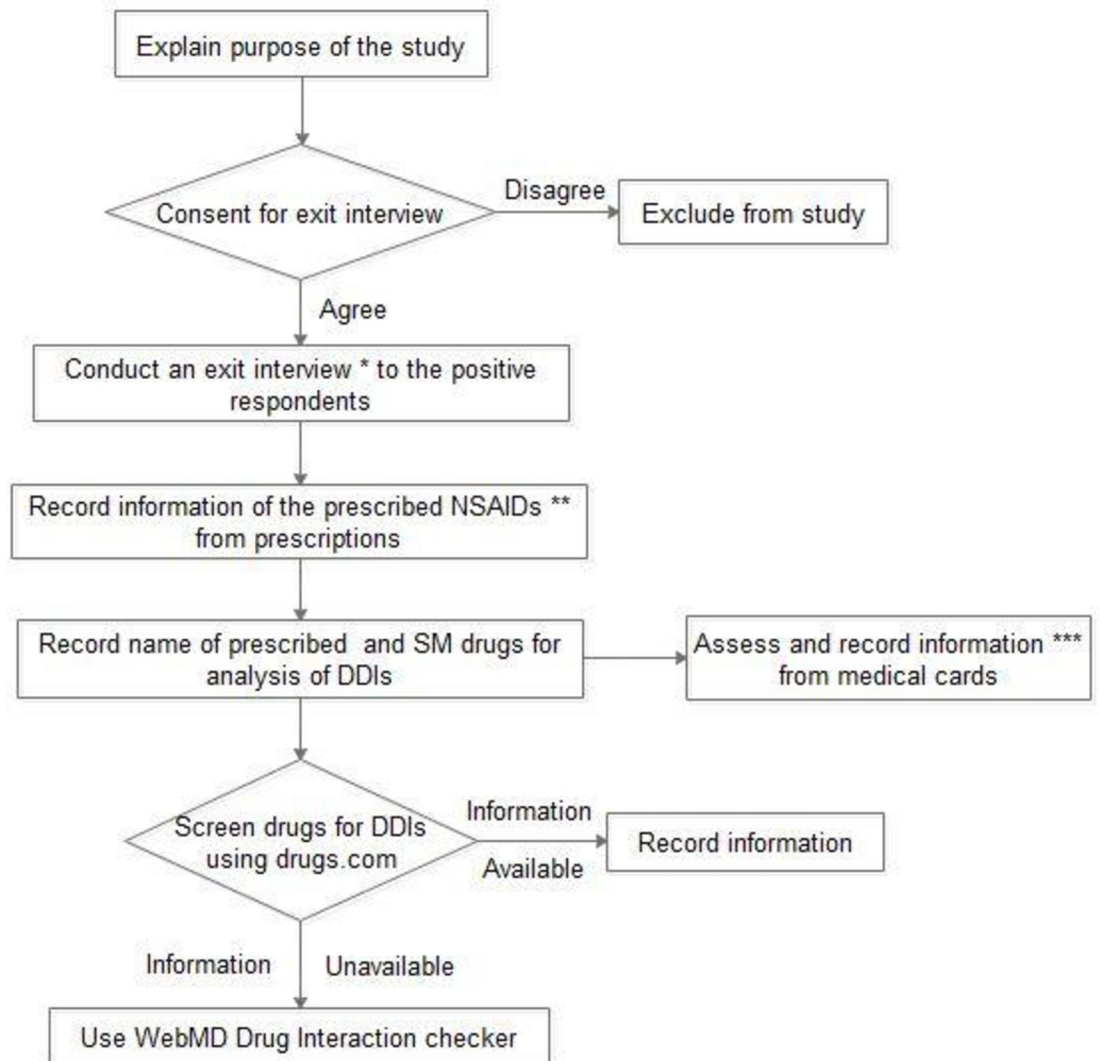 Explain purpose of the study
Consent for exit interview
Disagree
Exclude from study
Agree
Conduct an exit interview * to the positive
respondents
Record information of the prescribed NSAIDs **
from prescriptions
Record name of prescribed and SM drugs for
analysis of DDIs
Assess and record information ***
from medical cards
Screen drugs for DDIs
using drugs.com
Information
Available
Record information
Information Unavailable
Use WebMD Drug Interaction checker